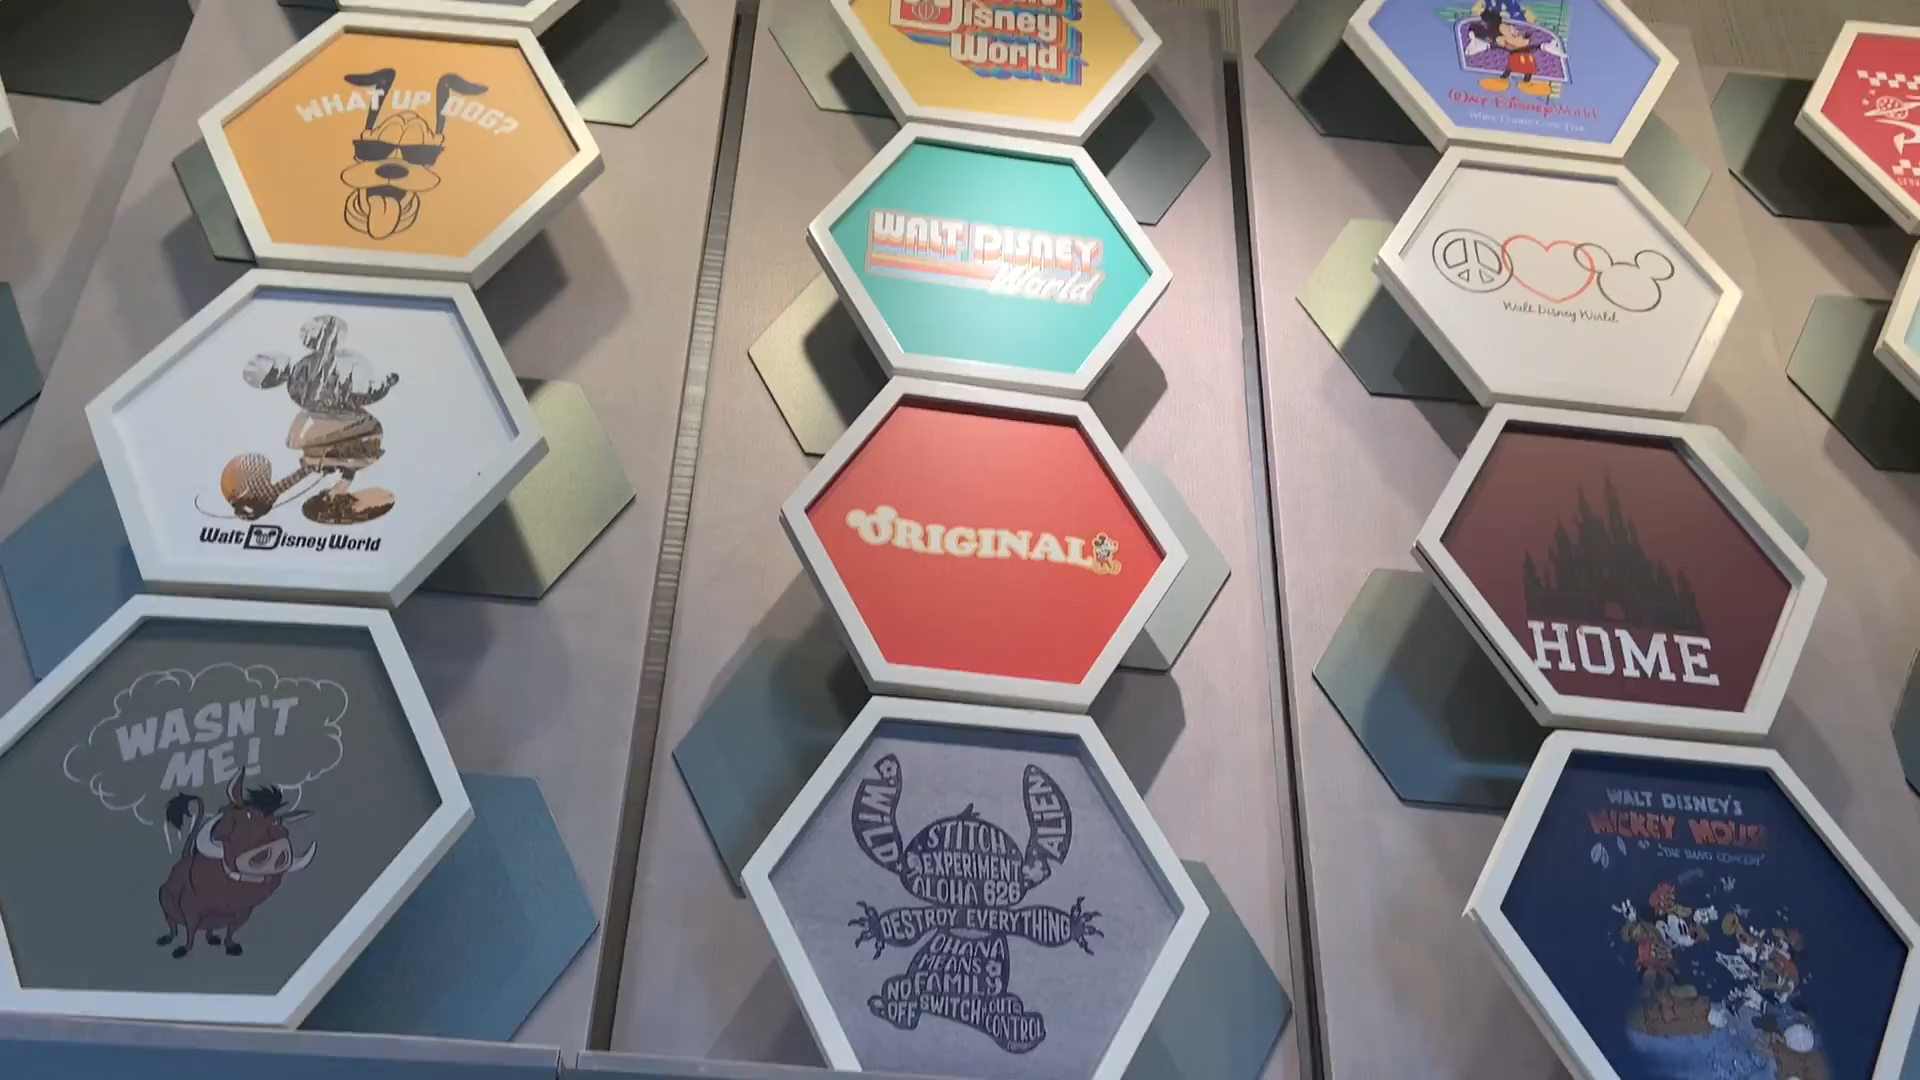 WHAT UP DOG?
Walt Disney World
WASN'T
ME!
Disney
World
WALT DISNEY
World
ORIGINAL
WILD
ALIEN
STITCH
EXPERIMENT
ALOHA 626
DESTROY EVERYTHING
OHANA
MEANS
FAMILY
NO
OFF SWITCH
OUT
CONTROL
Walt Disney World
Walt Disney World
HOME
WALT DISNEY'S
MICKEY MOUSE
"THE BAND CONCERT"